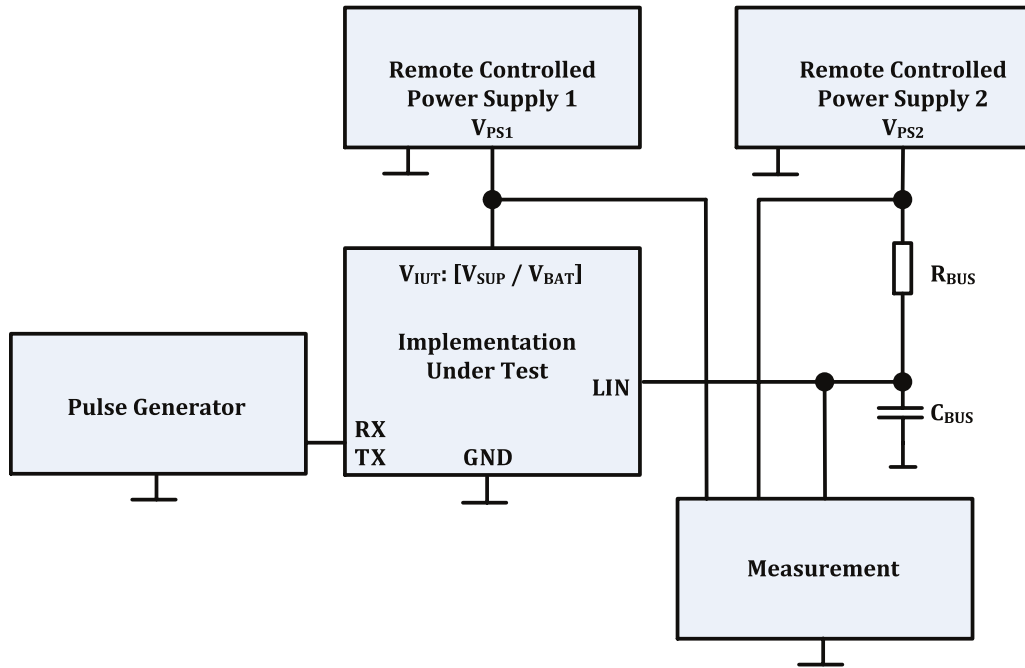 Remote Controlled
Power Supply 1
VPS1
Remote Controlled
Power Supply 2
VPS2
VIUT: [VSUP / VBAT]
Implementation
Under Test
LIN
RX
TX
GND
Pulse Generator
RBUS
CBUS
Measurement